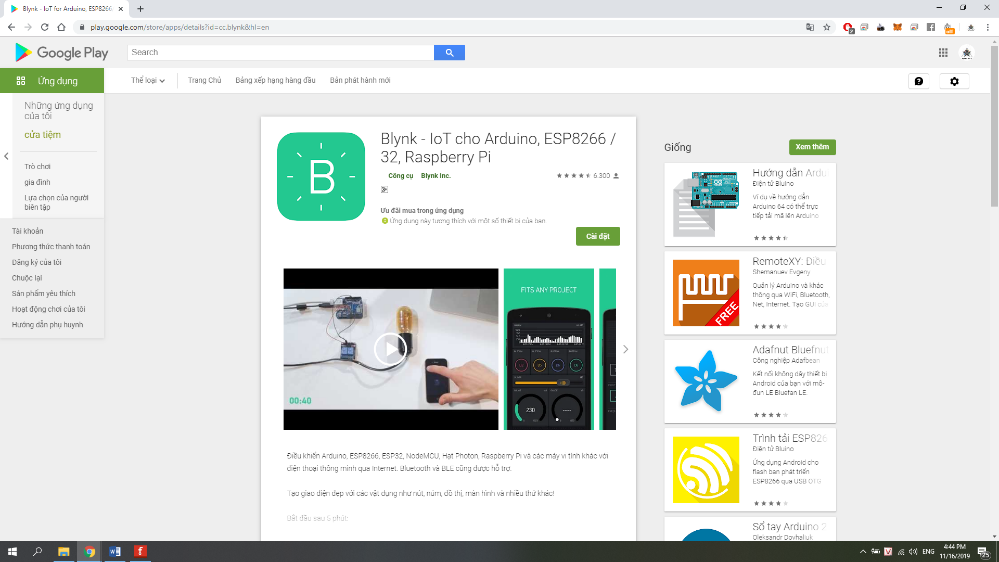 Blynk - IoT for Arduino, ESP8266
play.google.com/store/apps/details?id=cc.blynk&hl=en
Google Play
Search
Ứng dụng
Thể loại
Trang Chủ
Bảng xếp hạng hàng đầu
Bản phát hành mới
Những ứng dụng
của tôi
cửa tiệm
Trò chơi
gia đình
Lựa chọn của người
biên tập
Tài khoản
Phương thức thanh toán
Đăng ký của tôi
Chuộc lại
Sản phẩm yêu thích
Hoạt động chơi của tôi
Hướng dẫn phụ huynh
B
Blynk - IoT cho Arduino, ESP8266 /
32, Raspberry Pi
Công cụ
Blynk Inc.
6.300
Ưu đãi mua trong ứng dụng
Ứng dụng này tương thích với một số thiết bị của bạn
Cài đặt
00:40
FITS ANY PROJECT
230
Điều khiển Arduino, ESP8266, ESP32, NodeMCU, Hạt Photon, Raspberry Pi và các máy vi tính khác với
điện thoại thông minh qua Internet. Bluetooth và BLE cũng được hỗ trợ.
Tạo giao diện đẹp với các vật dụng như nút, núm, đồ thị, màn hình và nhiều thứ khác!
Bắt đầu sau 5 phút
Giống
Xem thêm
Hướng dẫn Ardu
Điện tử Bluino
Ví dụ về hướng dẫn
Arduino 64 có thể trực
tiếp tải mã lên Arduino
RemoteXY: Điều
Shemanuev Evgeny
Quản lý Arduino và khác
thông qua WiFi, Bluetooth,
Net, Internet. Tạo GUI của
FREE
Adafruit Bluefruit
Công nghiệp Adafbean
Kết nối không dây thiết bị
Android của bạn với mô-
đun LE Bluefan LE.
Trình tải ESP826
Điện tử Bluino
Ứng dụng Android cho
flash bạn phát triển
ESP8266 qua USB OTG
Sổ tay Arduino 2
Oleksandr Dovhaliuk
ENG
4:44 PM
11/16/2019